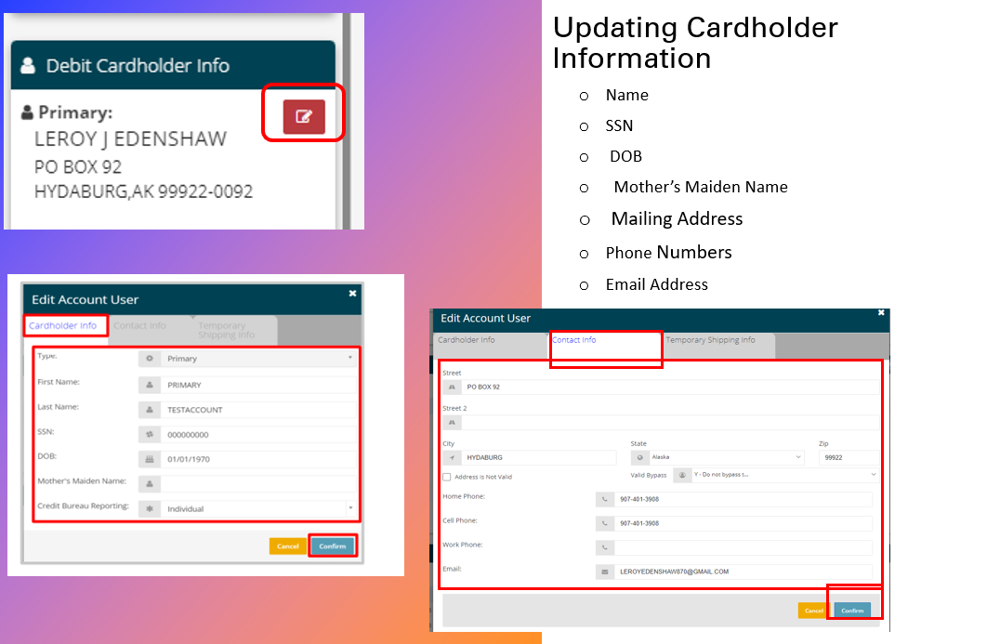 Debit Cardholder Info
Primary:
LEROY J EDENSHAW
PO BOX 92
HYDABURG,AK 99922-0092
Updating Cardholder
Information
o Name
o SSN
o DOB
o Mother’s Maiden Name
o Mailing Address
o Phone Numbers
o Email Address
Edit Account User
Cardholder Info Contact Info Temporary
Shipping Info
Type: Primary
First Name: PRIMARY
Last Name: TESTACCOUNT
SSN: 000000000
DOB: 01/01/1970
Mother's Maiden Name:
Credit Bureau Reporting: Individual
Cancel Confirm
Edit Account User
Cardholder Info Contact Info Temporary Shipping Info
Street
PO BOX 92
Street 2
City State Zip
HYDABURG Alaska 99922
Address is Not Valid Valid Bypass Y - Do not bypass t...
Home Phone: 907-401-3908
Cell Phone: 907-401-3908
Work Phone:
Email: LEROYEDENSHAW870@GMAIL.COM
Cancel Confirm